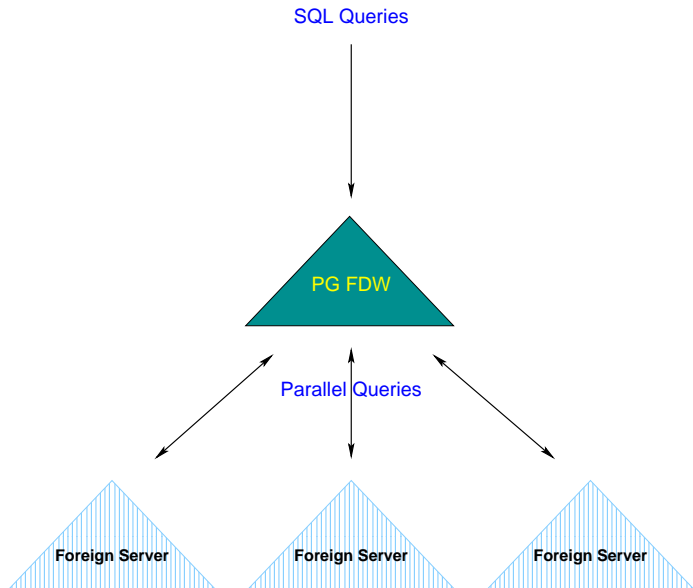 SQL Queries
PG FDW
Parallel Queries
Foreign Server
Foreign Server
Foreign Server